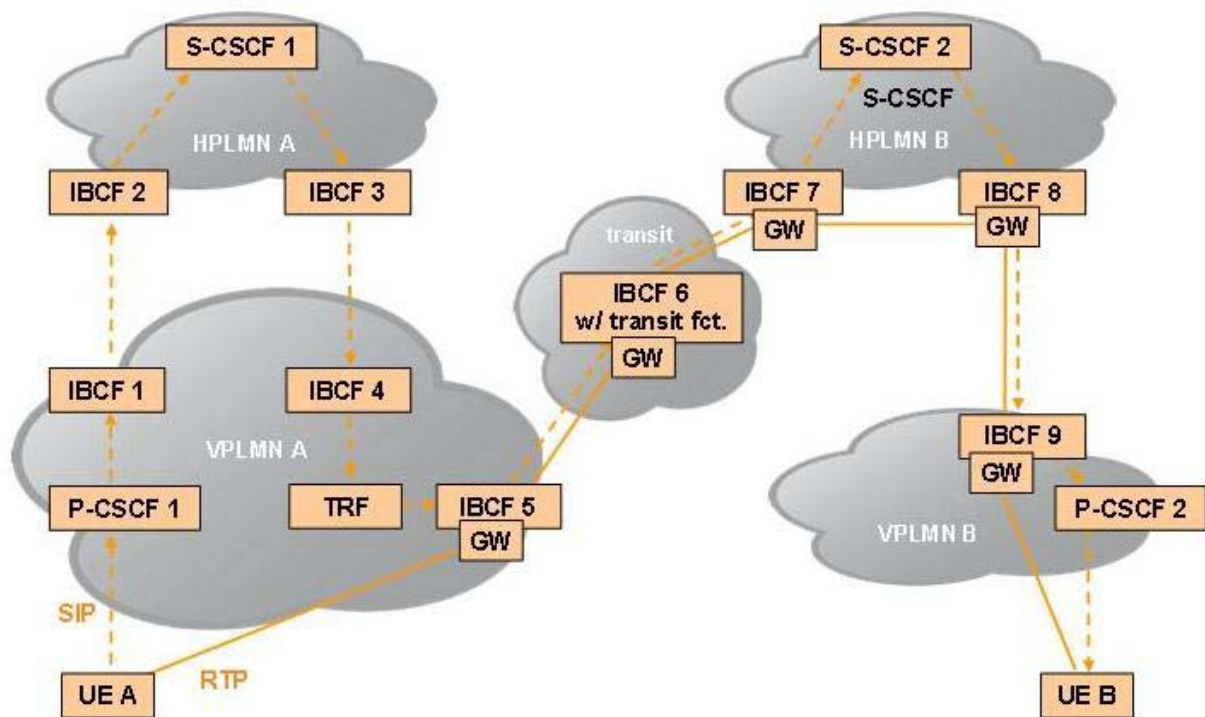 S-CSCF 1
S-CSCF 2
S-CSCF
HPLMN A
HPLMN B
IBCF 2
IBCF 3
IBCF 7
IBCF 8
GW
GW
transit
IBCF 6
w/ transit fct.
GW
IBCF 1
IBCF 4
VPLMN A
IBCF 9
GW
P-CSCF 1
TRF
IBCF 5
GW
P-CSCF 2
VPLMN B
SIP
RTP
UE A
UE B